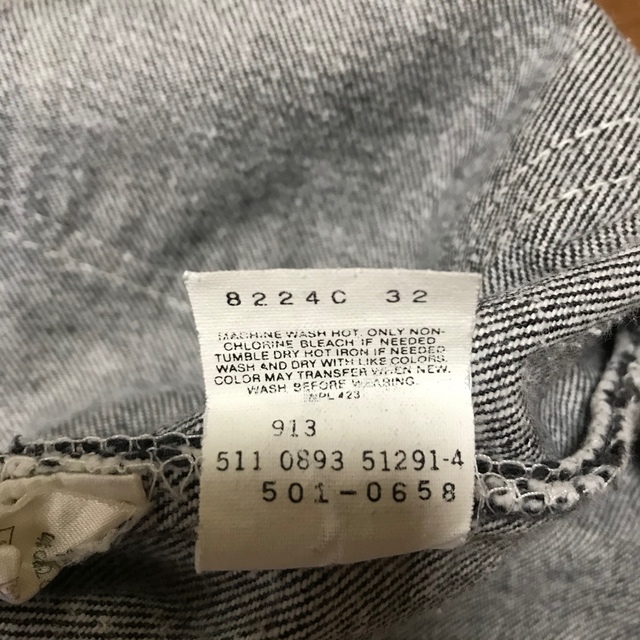 8224C 32
MACHINE WASH HOT, ONLY NON-
CHLORINE BLEACH IF NEEDED
TUMBLE DRY HOT IRON IF NEEDED
WASH AND DRY WITH LIKE COLORS.
COLOR MAY TRANSFER WHEN NEW.
WASH BEFORE WEARING.
WPL 423
913
511 0893 51291-4
501-0658